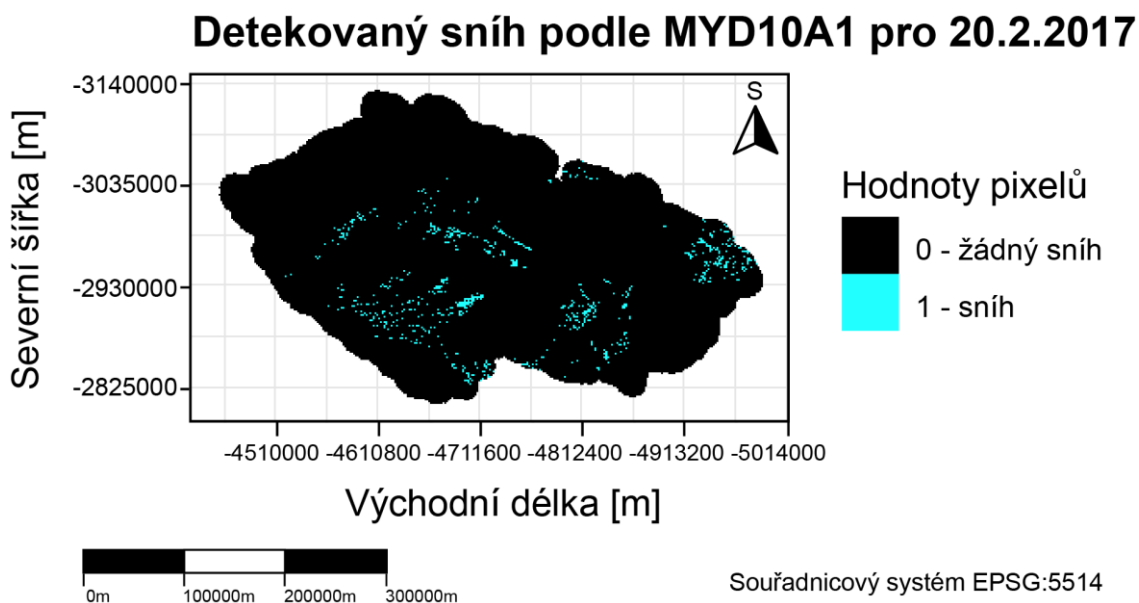 Detekovaný sníh podle MYD10A1 pro 20.2.2017
Severní šířka [m]
-3140000
-3035000
-2930000
-2825000
S
-4510000 -4610800 -4711600 -4812400 -4913200 -5014000
Východní délka [m]
Hodnoty pixelů
0 - žádný sníh
1 - sníh
0m 100000m 200000m 300000m
Souřadnicový systém EPSG:5514